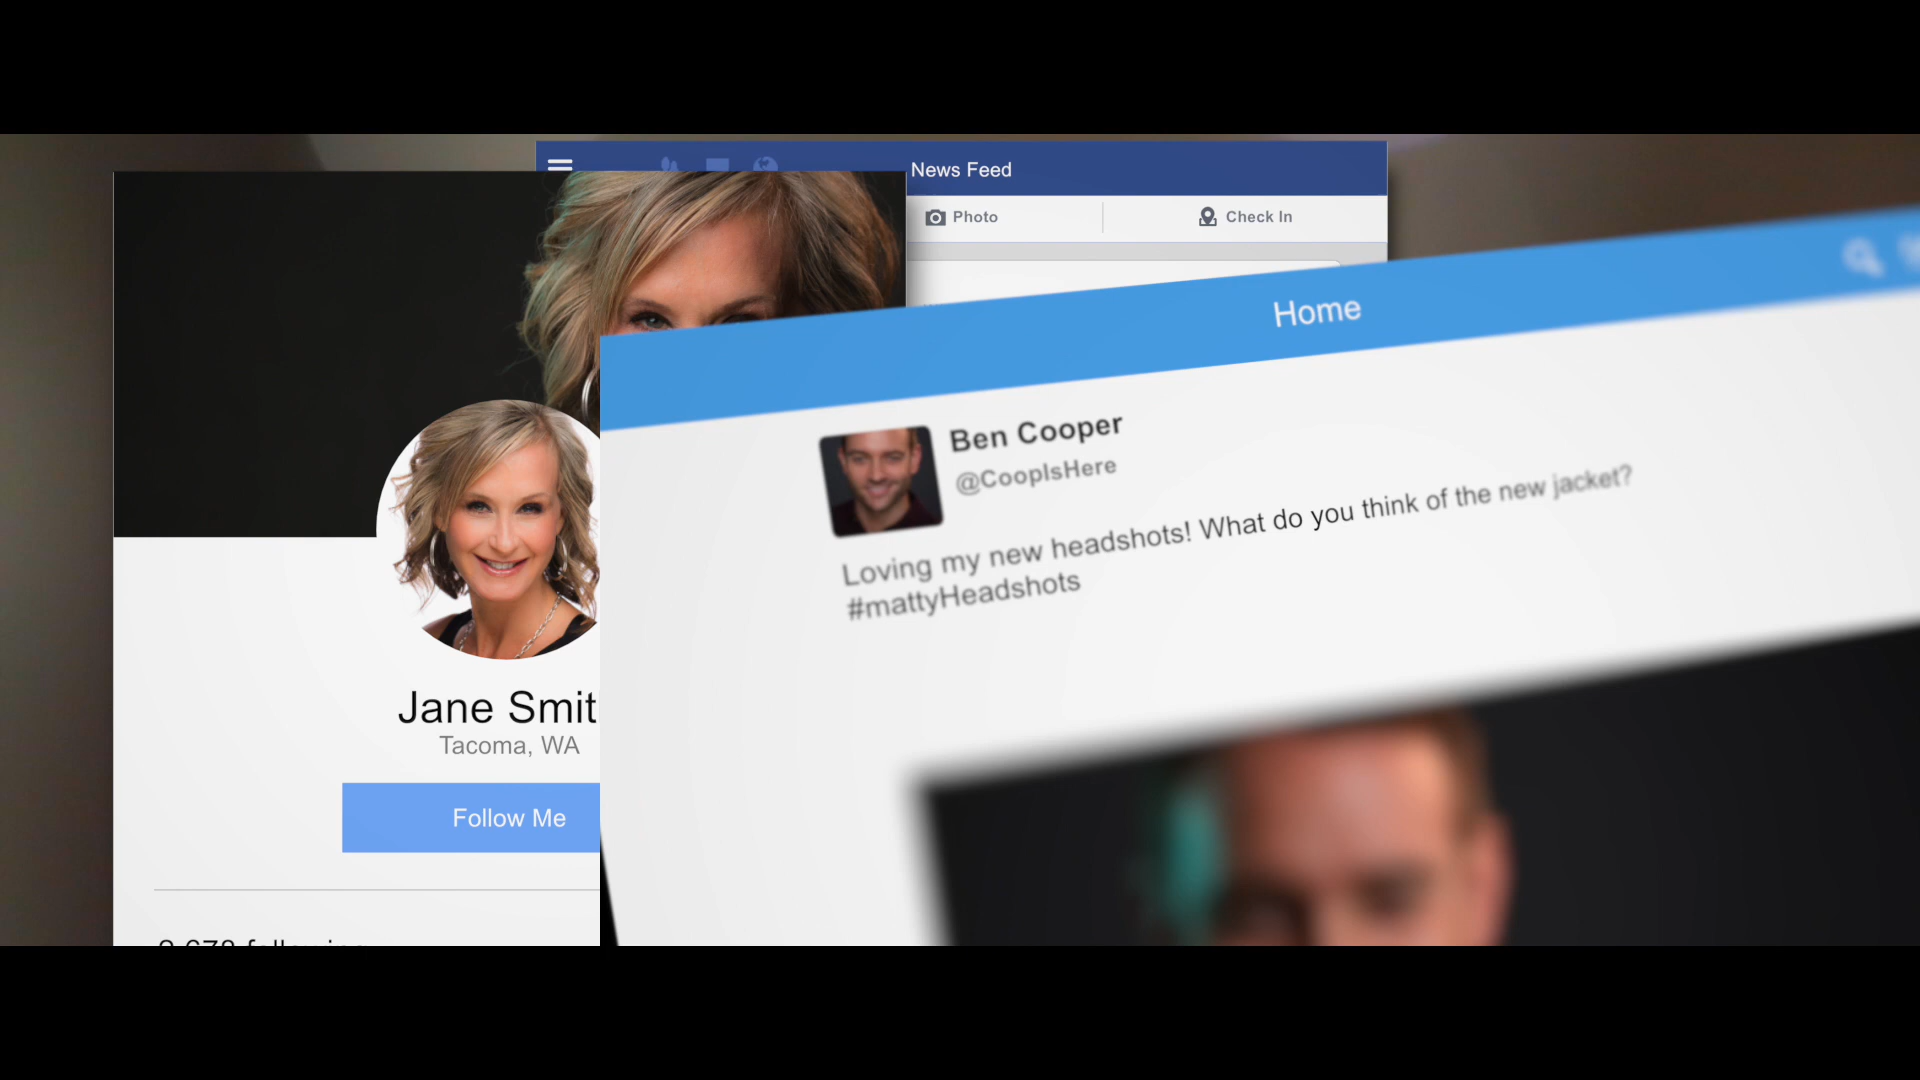 News Feed
Photo
Check In
Home
Ben Cooper
@CoopIsHere
Loving my new headshots! What do you think of the new jacket?
#mattyHeadshots
Jane Smit
Tacoma, WA
Follow Me